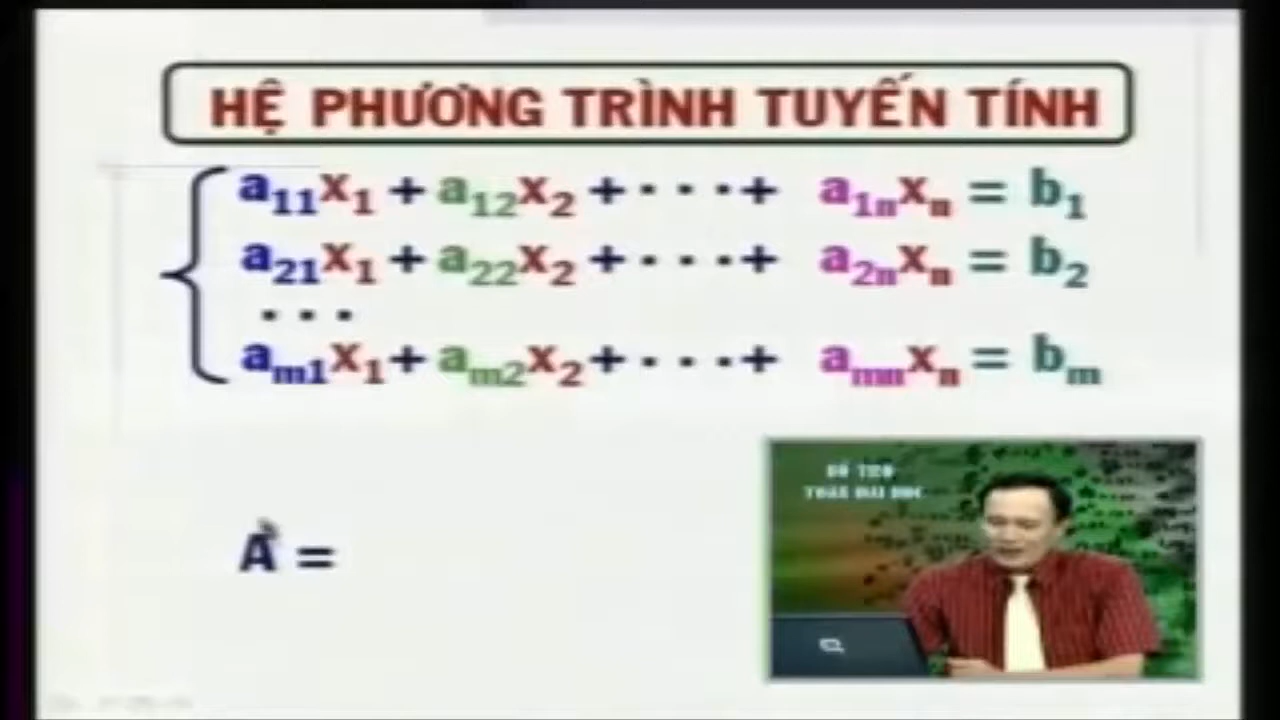 HỆ PHƯƠNG TRÌNH TUYẾN TÍNH
a₁₁x₁ + a₁₂x₂ + · · · + a₁ₙxₙ = b₁
a₂₁x₁ + a₂₂x₂ + · · · + a₂ₙxₙ = b₂
· · ·
aₘ₁x₁ + aₘ₂x₂ + · · · + aₘₙxₙ = bₘ
A =